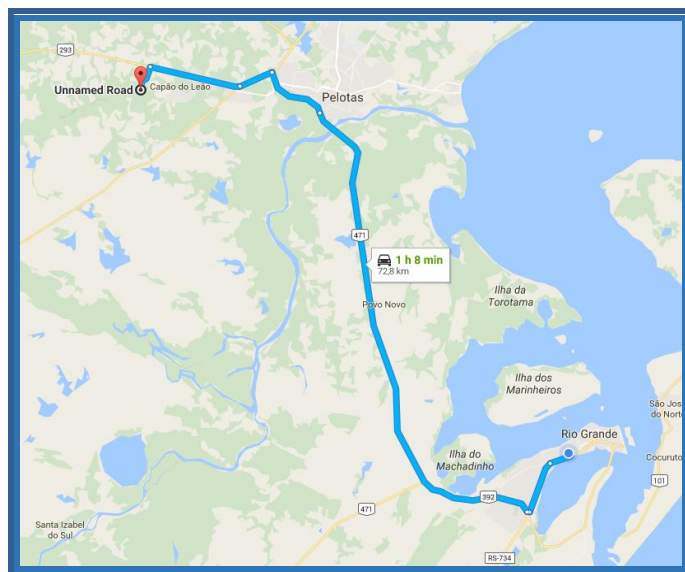 293
Unnamed Road
Capão do Leão
Pelotas
471
1 h 8 min
72,8 km
Ilha da
Torotama
Povo Novo
Ilha dos
Marinheiros
São Jos
do Norte
Rio Grande
Ilha do
Machadinho
Cocuruto
101
392
471
Santa Izabel
do Sul
RS-734